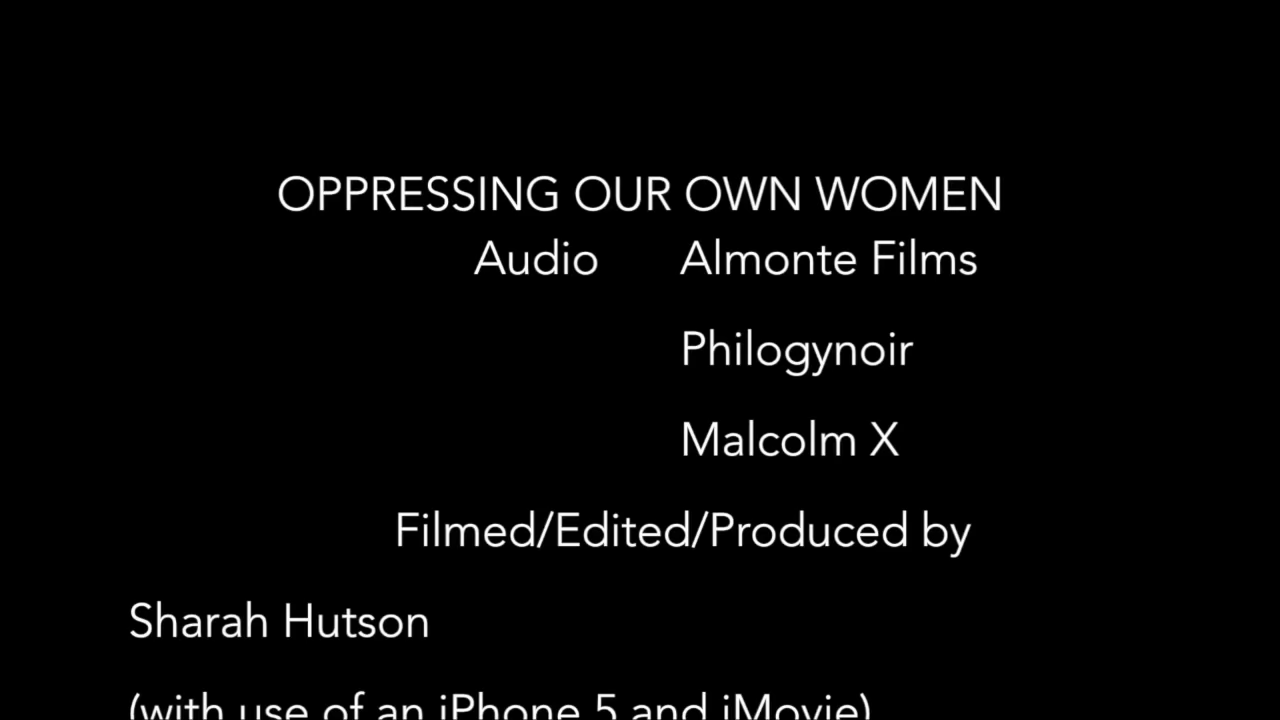 OPPRESSING OUR OWN WOMEN
Audio Almonte Films
Philogynoir
Malcolm X
Filmed/Edited/Produced by
Sharah Hutson
(with use of an iPhone 5 and iMovie)